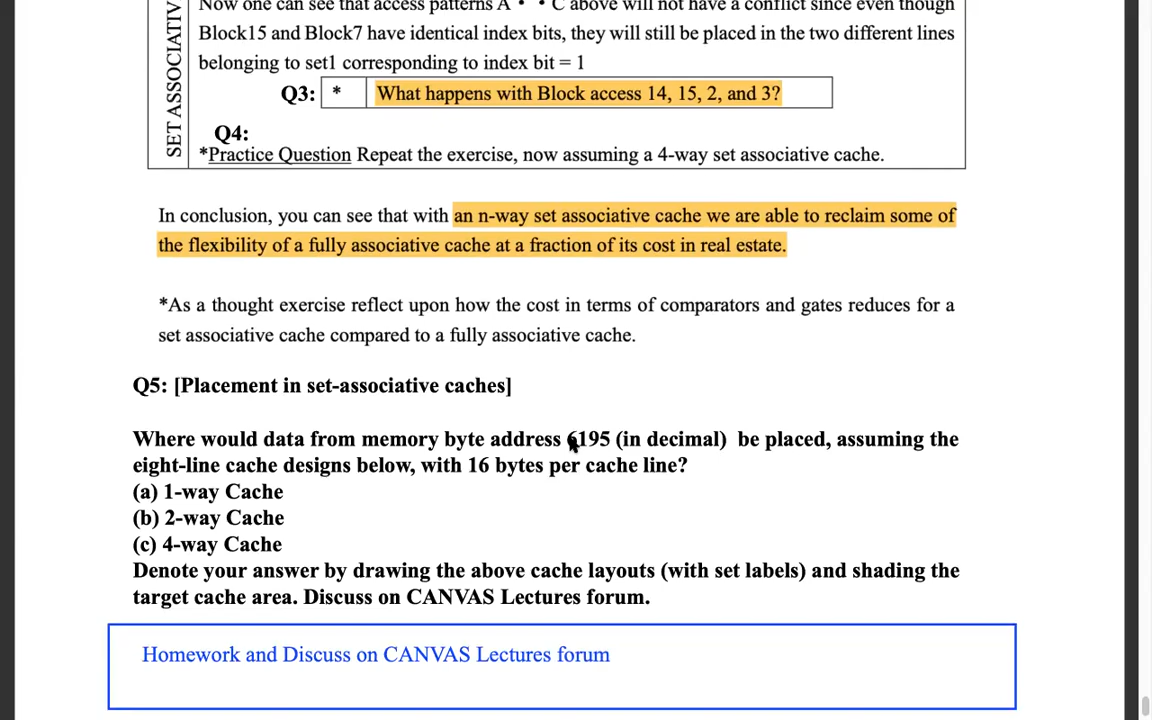 Now one can see that access patterns A • • C above will not have a conflict since even though
Block15 and Block7 have identical index bits, they will still be placed in the two different lines
belonging to set1 corresponding to index bit = 1
SET ASSOCIATIV
Q3: * What happens with Block access 14, 15, 2, and 3?
Q4:
*Practice Question Repeat the exercise, now assuming a 4-way set associative cache.
In conclusion, you can see that with an n-way set associative cache we are able to reclaim some of
the flexibility of a fully associative cache at a fraction of its cost in real estate.
*As a thought exercise reflect upon how the cost in terms of comparators and gates reduces for a
set associative cache compared to a fully associative cache.
Q5: [Placement in set-associative caches]
Where would data from memory byte address 6195 (in decimal) be placed, assuming the
eight-line cache designs below, with 16 bytes per cache line?
(a) 1-way Cache
(b) 2-way Cache
(c) 4-way Cache
Denote your answer by drawing the above cache layouts (with set labels) and shading the
target cache area. Discuss on CANVAS Lectures forum.
Homework and Discuss on CANVAS Lectures forum